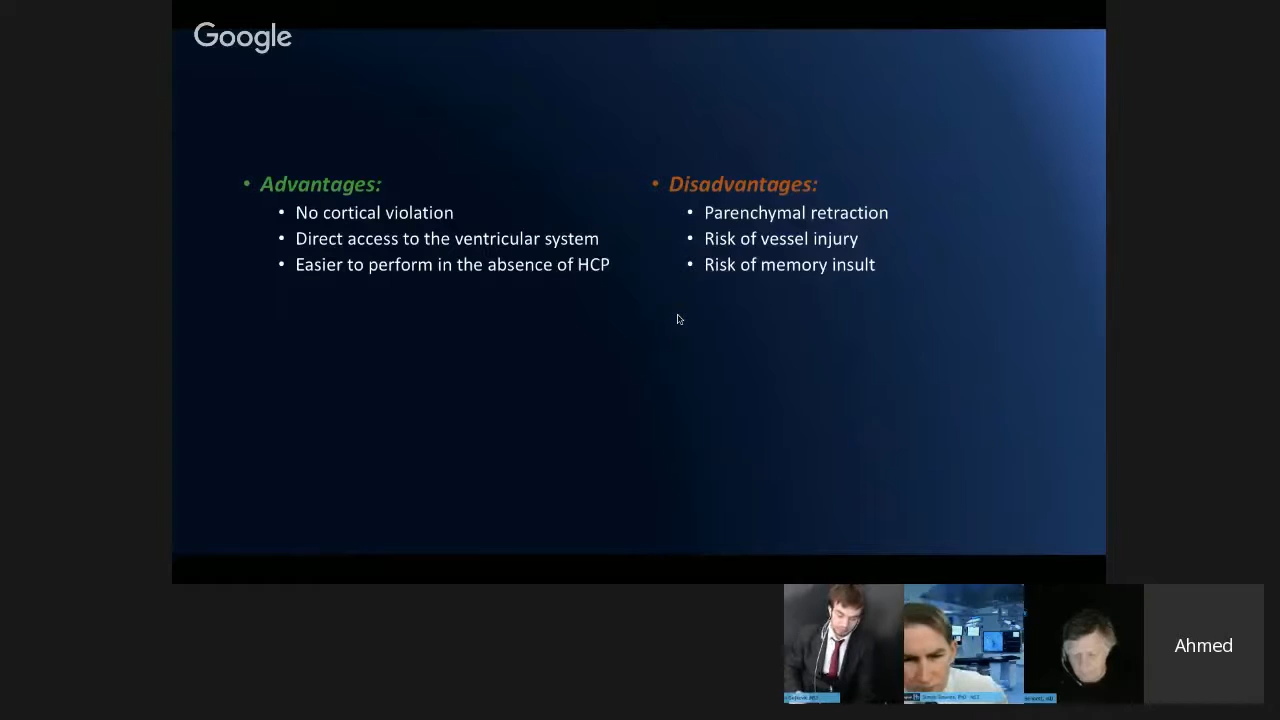 Google
• Advantages:
• No cortical violation
• Direct access to the ventricular system
• Easier to perform in the absence of HCP
• Disadvantages:
• Parenchymal retraction
• Risk of vessel injury
• Risk of memory insult
Ahmed